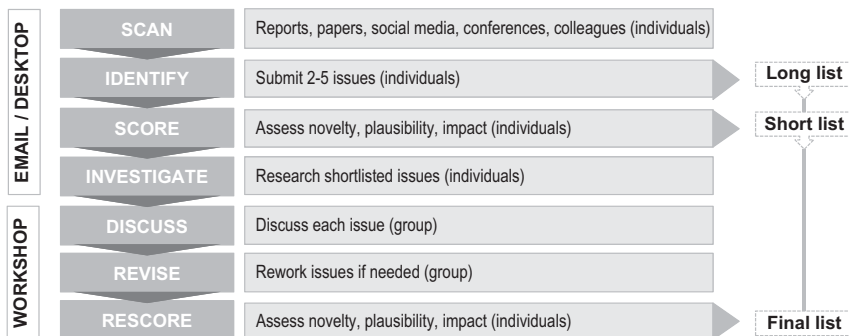 EMAIL / DESKTOP
SCAN
Reports, papers, social media, conferences, colleagues (individuals)
IDENTIFY
Submit 2-5 issues (individuals)
Long list
SCORE
Assess novelty, plausibility, impact (individuals)
Short list
INVESTIGATE
Research shortlisted issues (individuals)
WORKSHOP
DISCUSS
Discuss each issue (group)
REVISE
Rework issues if needed (group)
RESCORE
Assess novelty, plausibility, impact (individuals)
Final list